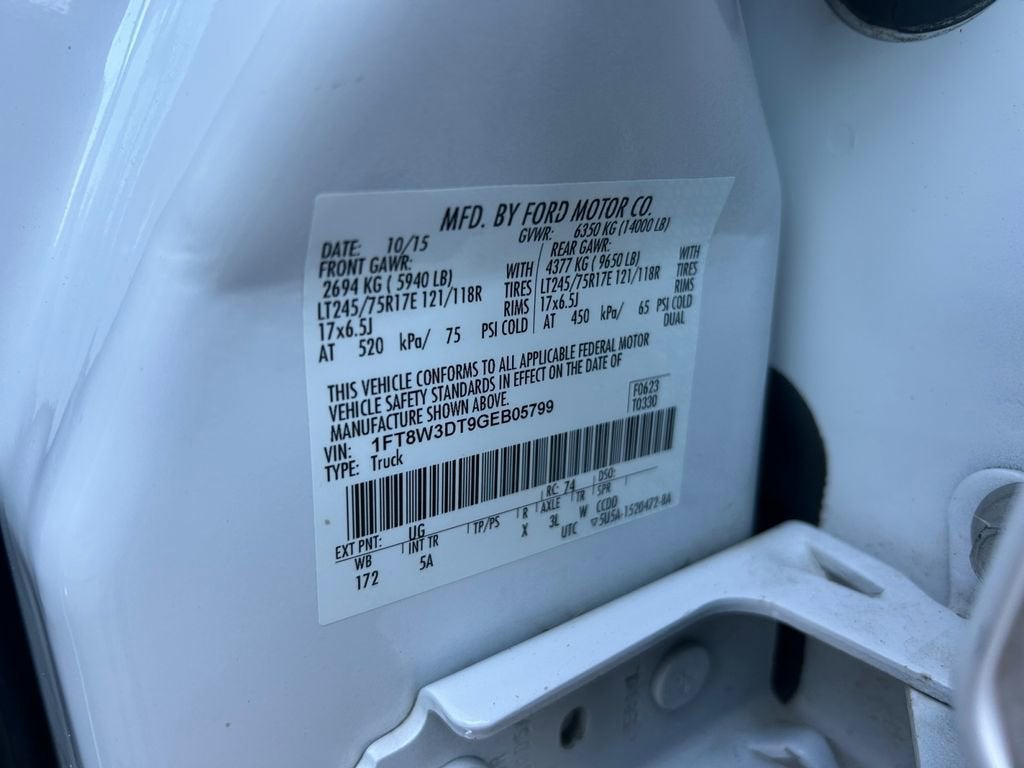 MFD. BY FORD MOTOR CO.
DATE: 10/15 GVWR: 6350 KG (14000 LB)
FRONT GAWR: REAR GAWR:
2694 KG ( 5940 LB) WITH 4377 KG ( 9650 LB) WITH
LT245/75R17E 121/118R TIRES LT245/75R17E 121/118R TIRES
17x6.5J RIMS 17x6.5J RIMS
AT 520 kPa/ 75 PSI COLD AT 450 kPa/ 65 PSI COLD
DUAL
THIS VEHICLE CONFORMS TO ALL APPLICABLE FEDERAL MOTOR
VEHICLE SAFETY STANDARDS IN EFFECT ON THE DATE OF
MANUFACTURE SHOWN ABOVE.
F0623
T0330
VIN: 1FT8W3DT9GEB05799
TYPE: Truck
EXT PNT: UG RC: 74 DSO:
WB INT TR TP/PS R AXLE TR SPR
172 5A X 3L W CCDD
UTC 5U5A-1520472-BA